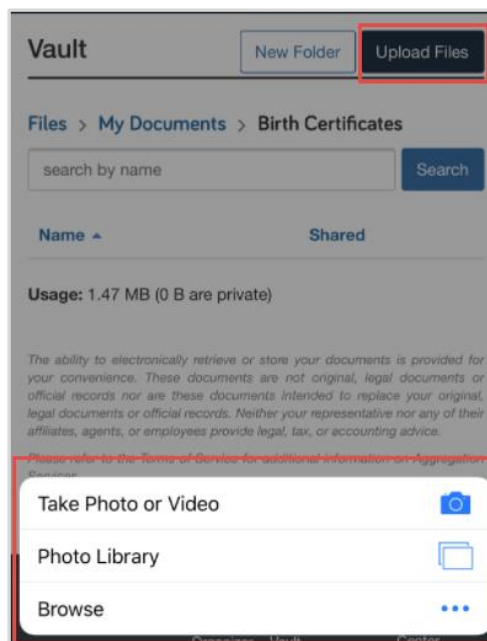 Vault
New Folder
Upload Files
Files > My Documents > Birth Certificates
search by name
Search
Name
Shared
Usage: 1.47 MB (0 B are private)
The ability to electronically retrieve or store your documents is provided for
your convenience. These documents are not original, legal documents or
official records nor are these documents intended to replace your original,
legal documents or official records. Neither your representative nor any of their
affiliates, agents, or employees provide legal, tax, or accounting advice.
Please refer to the Terms of Service for additional information on Aggregation
Services
Take Photo or Video
Photo Library
Browse
Organizer Vault Center